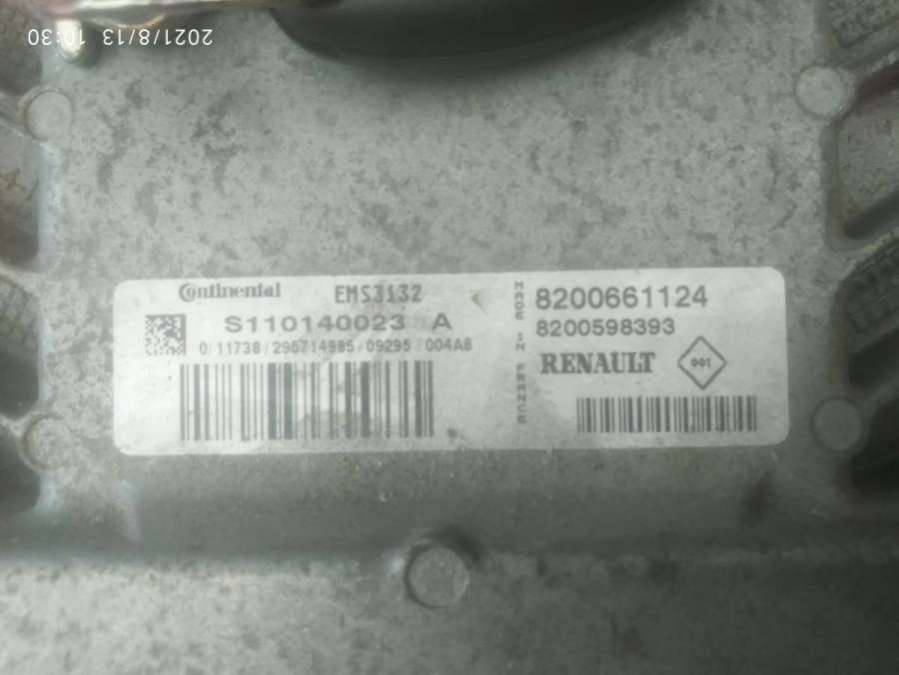 2021/8/13 10:30
Continental EMS3132
S110140023 A
0/11738/295714985/09295/004A8
MADE IN FRANCE
8200661124
8200598393
RENAULT 001